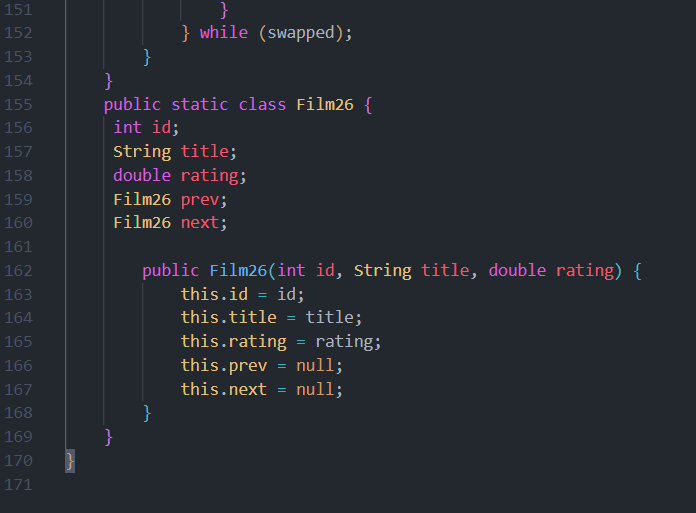 151                 }
152             } while (swapped);
153         }
154     }
155     public static class Film26 {
156      int id;
157      String title;
158      double rating;
159      Film26 prev;
160      Film26 next;
161
162         public Film26(int id, String title, double rating) {
163             this.id = id;
164             this.title = title;
165             this.rating = rating;
166             this.prev = null;
167             this.next = null;
168         }
169     }
170 }
171